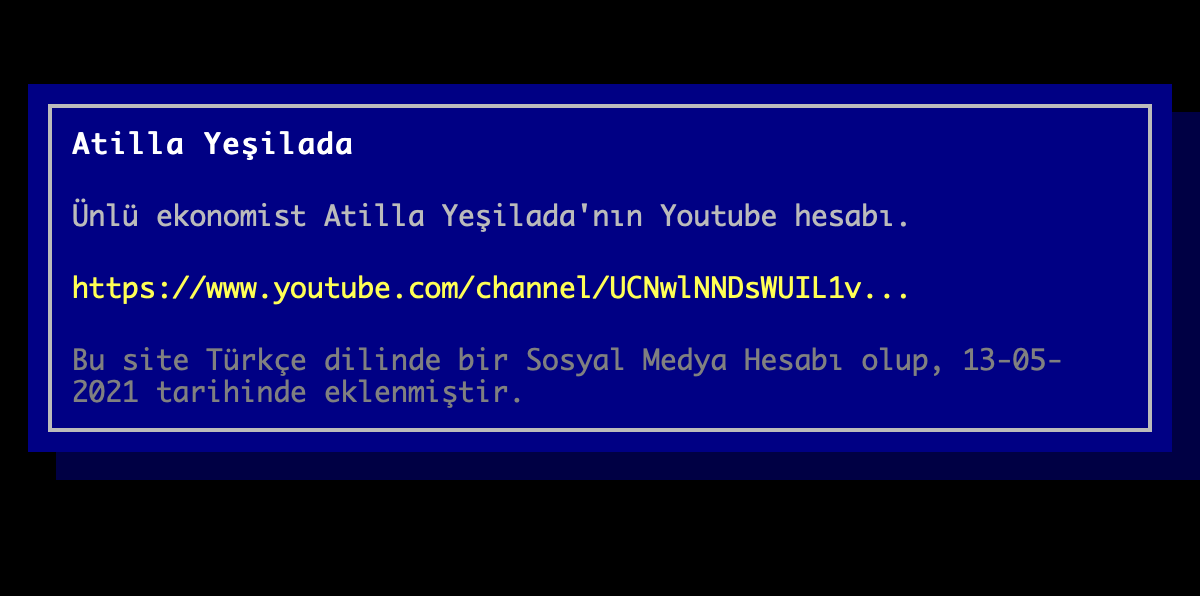 Atilla Yeşilada
Ünlü ekonomist Atilla Yeşilada'nın Youtube hesabı.
https://www.youtube.com/channel/UCNwlNNDsWUIL1v...
Bu site Türkçe dilinde bir Sosyal Medya Hesabı olup, 13-05-
2021 tarihinde eklenmiştir.